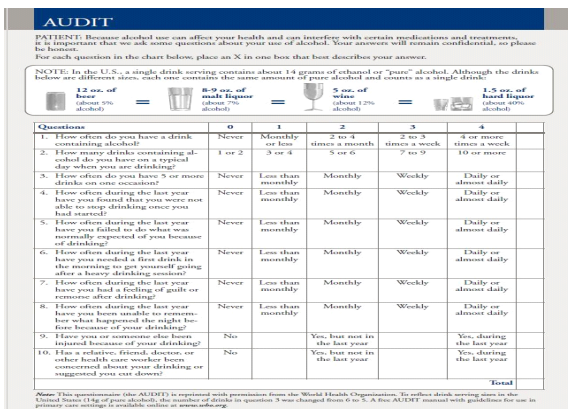 AUDIT
PATIENT: Because alcohol use can affect your health and can interfere with certain medications and treatments,
it is important that we ask some questions about your use of alcohol. Your answers will remain confidential, so please
be honest.
For each question in the chart below, place an X in one box that best describes your answer.
NOTE: In the U.S., a single drink serving contains about 14 grams of ethanol or "pure" alcohol. Although the drinks
below are different sizes, each one contains the same amount of pure alcohol and counts as a single drink:
12 oz. of beer (about 5% alcohol) = 8-9 oz. of malt liquor (about 7% alcohol) = 5 oz. of wine (about 12% alcohol) = 1.5 oz. of hard liquor (about 40% alcohol)
Questions 0 1 2 3 4
1. How often do you have a drink containing alcohol? Never Monthly or less 2 to 4 times a month 2 to 3 times a week 4 or more times a week
2. How many drinks containing al-cohol do you have on a typical day when you are drinking? 1 or 2 3 or 4 5 or 6 7 to 9 10 or more
3. How often do you have 5 or more drinks on one occasion? Never Less than monthly Monthly Weekly Daily or almost daily
4. How often during the last year have you found that you were not able to stop drinking once you had started? Never Less than monthly Monthly Weekly Daily or almost daily
5. How often during the last year have you failed to do what was normally expected of you because of drinking? Never Less than monthly Monthly Weekly Daily or almost daily
6. How often during the last year have you needed a first drink in the morning to get yourself going after a heavy drinking session? Never Less than monthly Monthly Weekly Daily or almost daily
7. How often during the last year have you had a feeling of guilt or remorse after drinking? Never Less than monthly Monthly Weekly Daily or almost daily
8. How often during the last year have you been unable to remem-ber what happened the night be-fore because of your drinking? Never Less than monthly Monthly Weekly Daily or almost daily
9. Have you or someone else been injured because of your drinking? No Yes, but not in the last year Yes, during the last year
10. Has a relative, friend, doctor, or other health care worker been concerned about your drinking or suggested you cut down? No Yes, but not in the last year Yes, during the last year
Total
Note: This questionnaire (the AUDIT) is reprinted with permission from the World Health Organization. To reflect drink serving sizes in the
United States (14g of pure alcohol), the number of drinks in question 3 was changed from 6 to 5. A free AUDIT manual with guidelines for use in
primary care settings is available online at www.who.org.